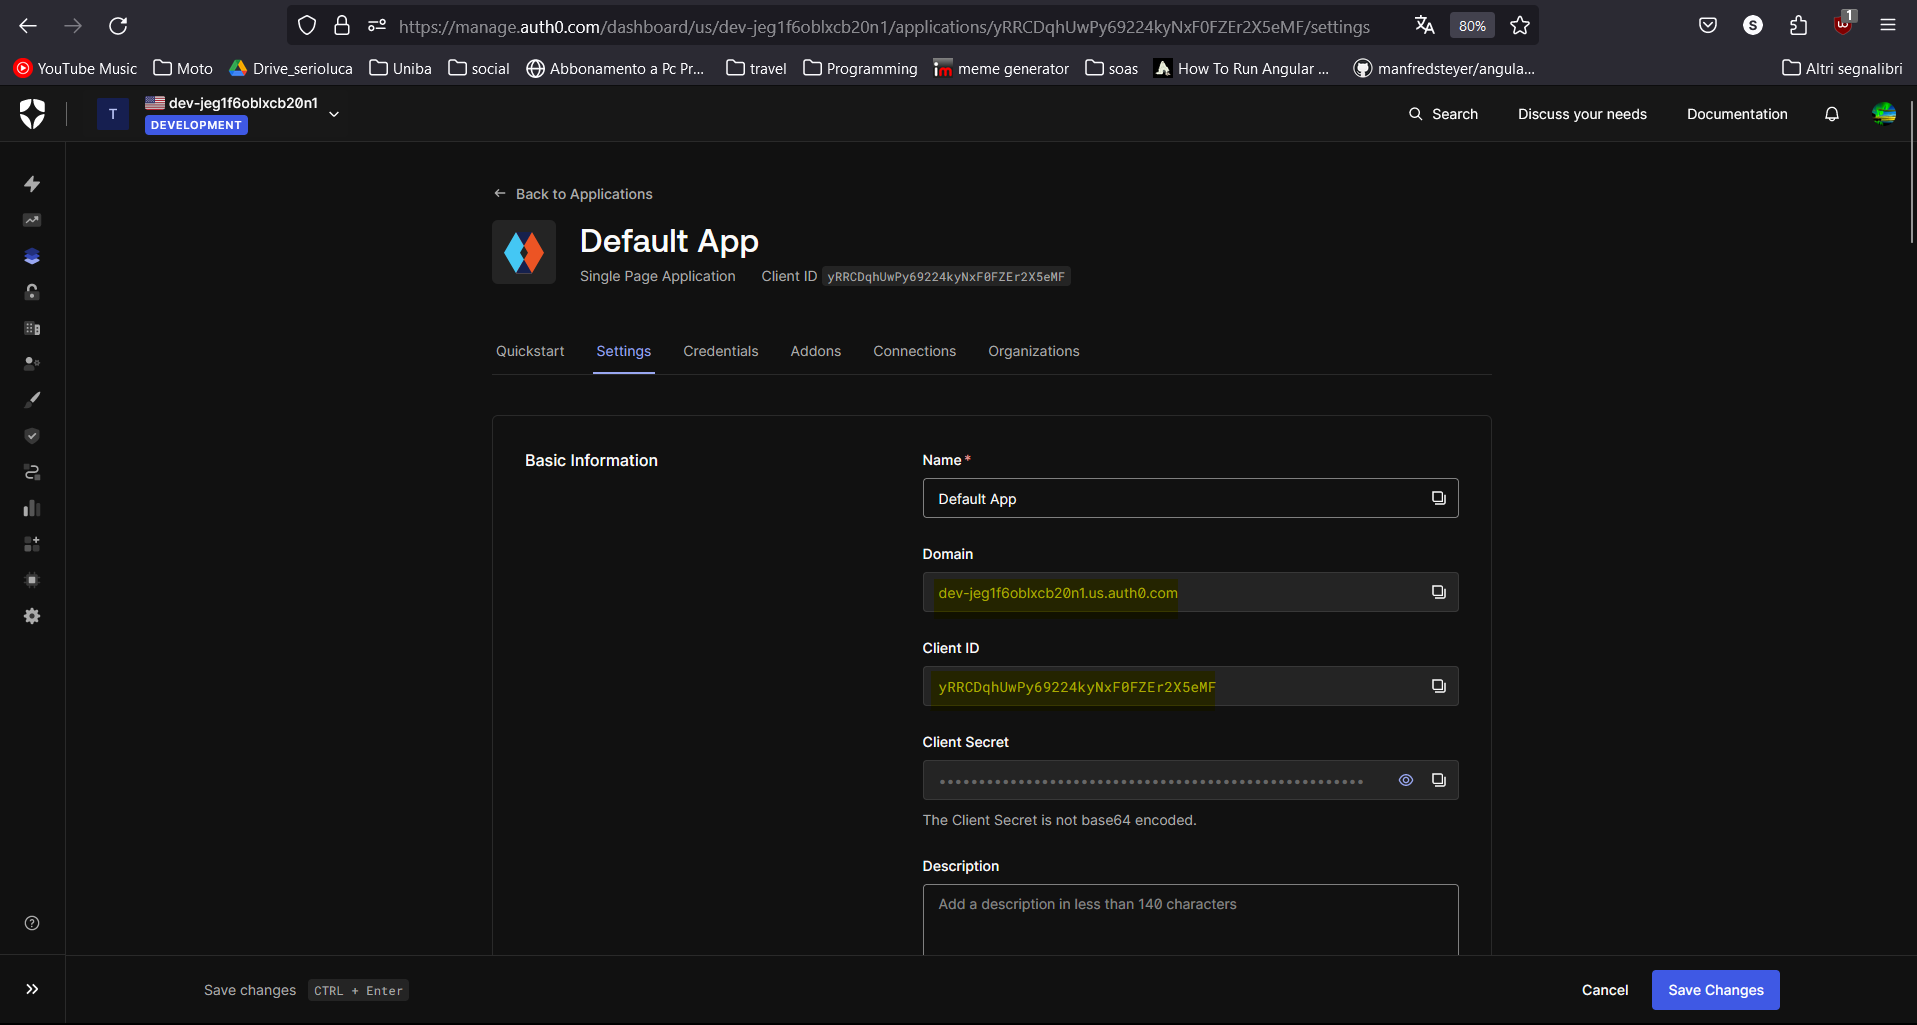 https://manage.auth0.com/dashboard/us/dev-jeg1f6oblxcb20n1/applications/yRRCDqhUwPy69224kyNxF0FZEr2X5eMF/settings
80%
S
1
YouTube Music Moto Drive_serioluca Uniba social Abbonamento a Pc Pr... travel Programming im meme generator soas How To Run Angular ... manfredsteyer/angula... Altri segnalibri
T
dev-jeg1f6oblxcb20n1
DEVELOPMENT
Search Discuss your needs Documentation
Back to Applications
Default App
Single Page Application Client ID yRRCDqhUwPy69224kyNxF0FZEr2X5eMF
Quickstart Settings Credentials Addons Connections Organizations
Basic Information
Name*
Default App
Domain
dev-jeg1f6oblxcb20n1.us.auth0.com
Client ID
yRRCDqhUwPy69224kyNxF0FZEr2X5eMF
Client Secret
The Client Secret is not base64 encoded.
Description
Add a description in less than 140 characters
Save changes CTRL + Enter
Cancel Save Changes